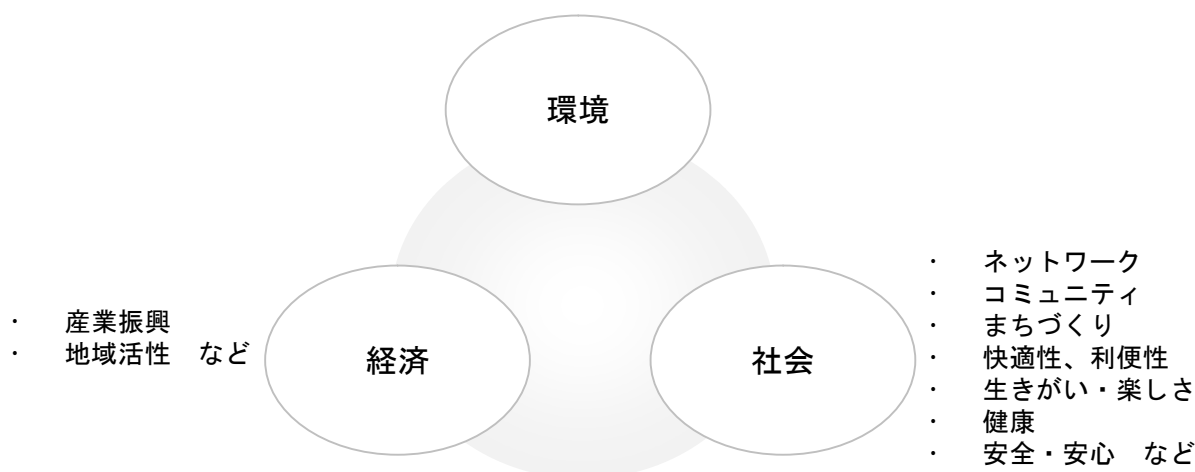 環境
・ ネットワーク
・ コミュニティ
・ まちづくり
・ 快適性、利便性
・ 生きがい・楽しさ
・ 健康
・ 安全・安心　など
・ 産業振興
・ 地域活性　など
経済
社会